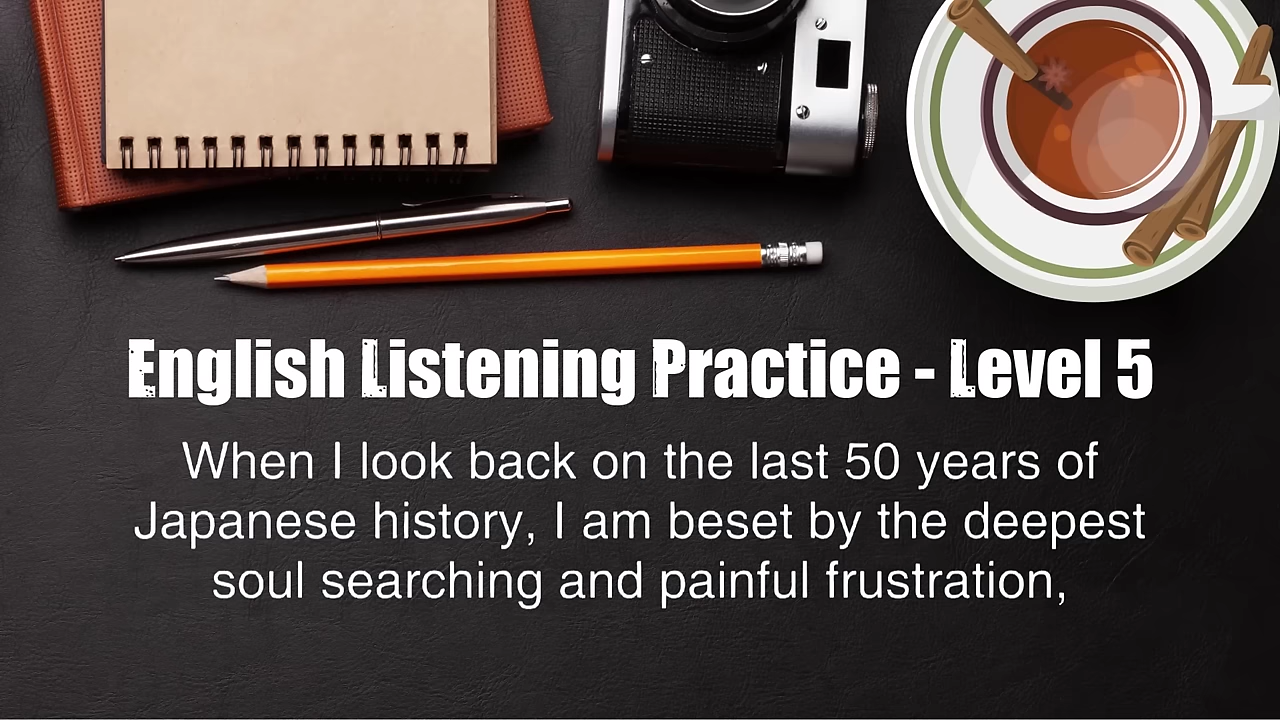 English Listening Practice - Level 5
When I look back on the last 50 years of
Japanese history, I am beset by the deepest
soul searching and painful frustration,